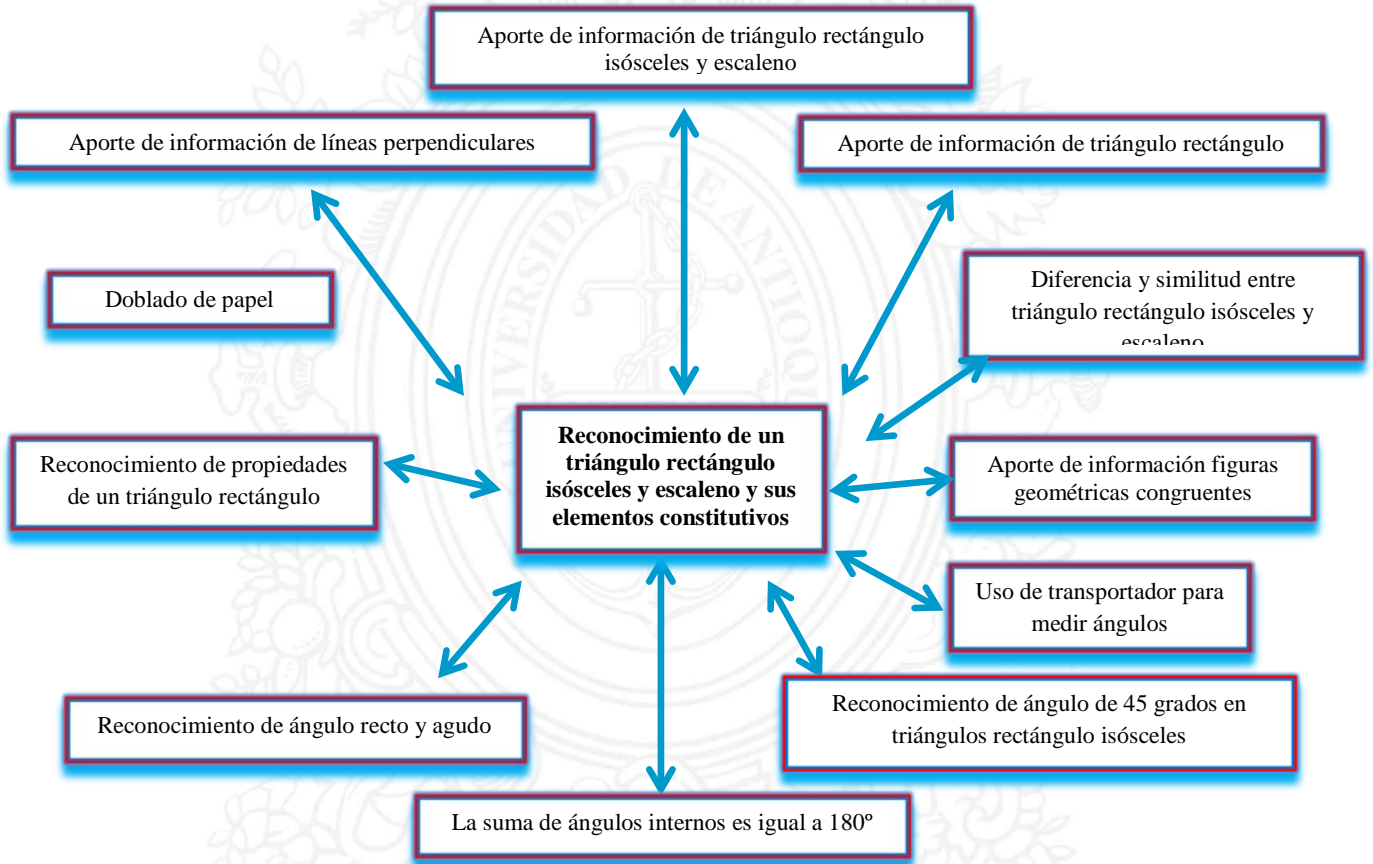 Aporte de información de triángulo rectángulo
isósceles y escaleno
Aporte de información de líneas perpendiculares
Aporte de información de triángulo rectángulo
Doblado de papel
Diferencia y similitud entre
triángulo rectángulo isósceles y
escaleno
Reconocimiento de propiedades
de un triángulo rectángulo
Reconocimiento de un
triángulo rectángulo
isósceles y escaleno y sus
elementos constitutivos
Aporte de información figuras
geométricas congruentes
Uso de transportador para
medir ángulos
Reconocimiento de ángulo recto y agudo
Reconocimiento de ángulo de 45 grados en
triángulos rectángulo isósceles
La suma de ángulos internos es igual a 180º
UNIVERSIDAD DE ANTIOQU